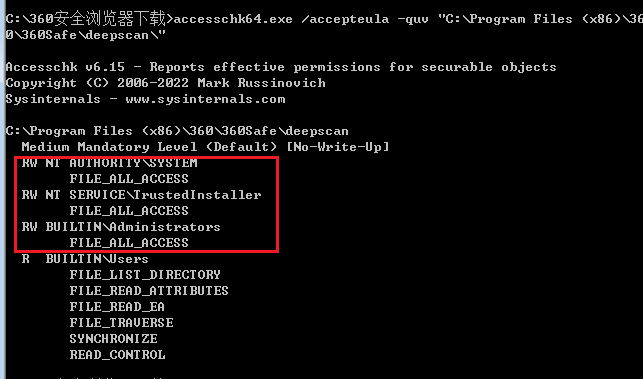 C:\360安全浏览器下载>accesschk64.exe /accepteula -quv "C:\Program Files (x86)\36
0\360Safe\deepscan\"
Accesschk v6.15 - Reports effective permissions for securable objects
Copyright (C) 2006-2022 Mark Russinovich
Sysinternals - www.sysinternals.com
C:\Program Files (x86)\360\360Safe\deepscan
Medium Mandatory Level (Default) [No-Write-Up]
RW NT AUTHORITY\SYSTEM
FILE_ALL_ACCESS
RW NT SERVICE\TrustedInstaller
FILE_ALL_ACCESS
RW BUILTIN\Administrators
FILE_ALL_ACCESS
R BUILTIN\Users
FILE_LIST_DIRECTORY
FILE_READ_ATTRIBUTES
FILE_READ_EA
FILE_TRAVERSE
SYNCHRONIZE
READ_CONTROL